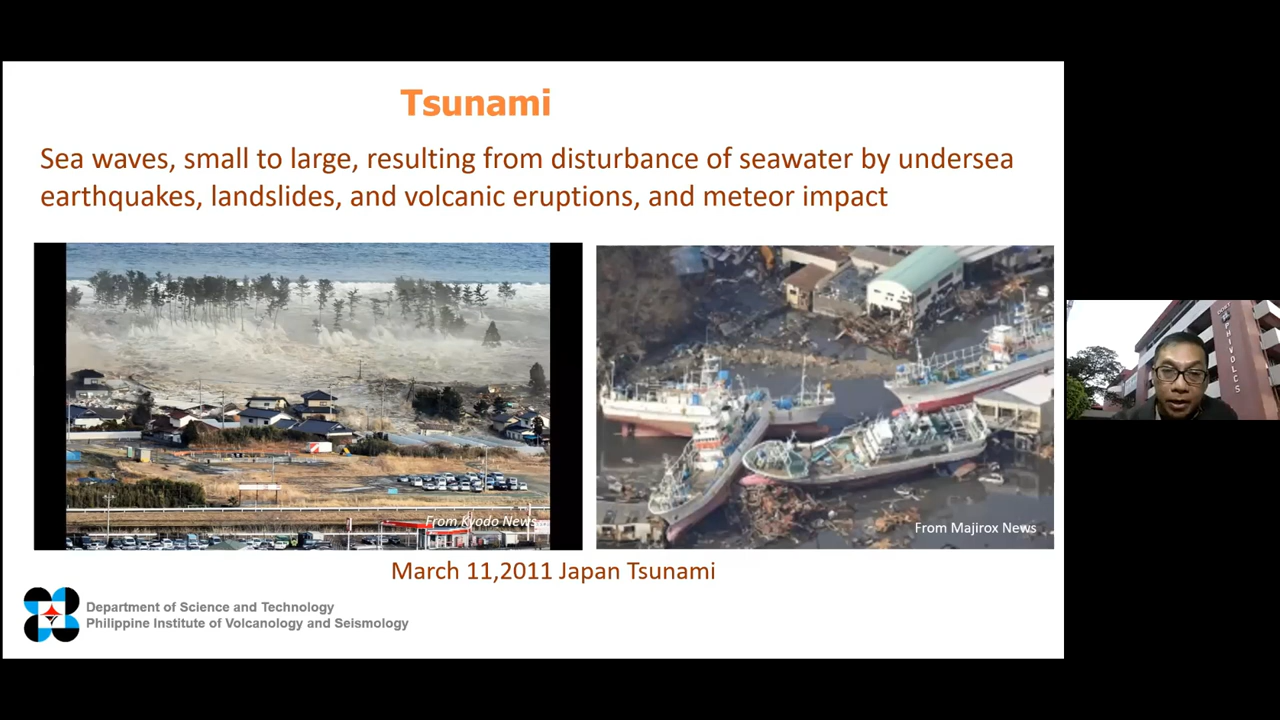 Tsunami
Sea waves, small to large, resulting from disturbance of seawater by undersea
earthquakes, landslides, and volcanic eruptions, and meteor impact
From Kyodo News
From Majirox News
March 11,2011 Japan Tsunami
Department of Science and Technology
Philippine Institute of Volcanology and Seismology
PHIVOLCS